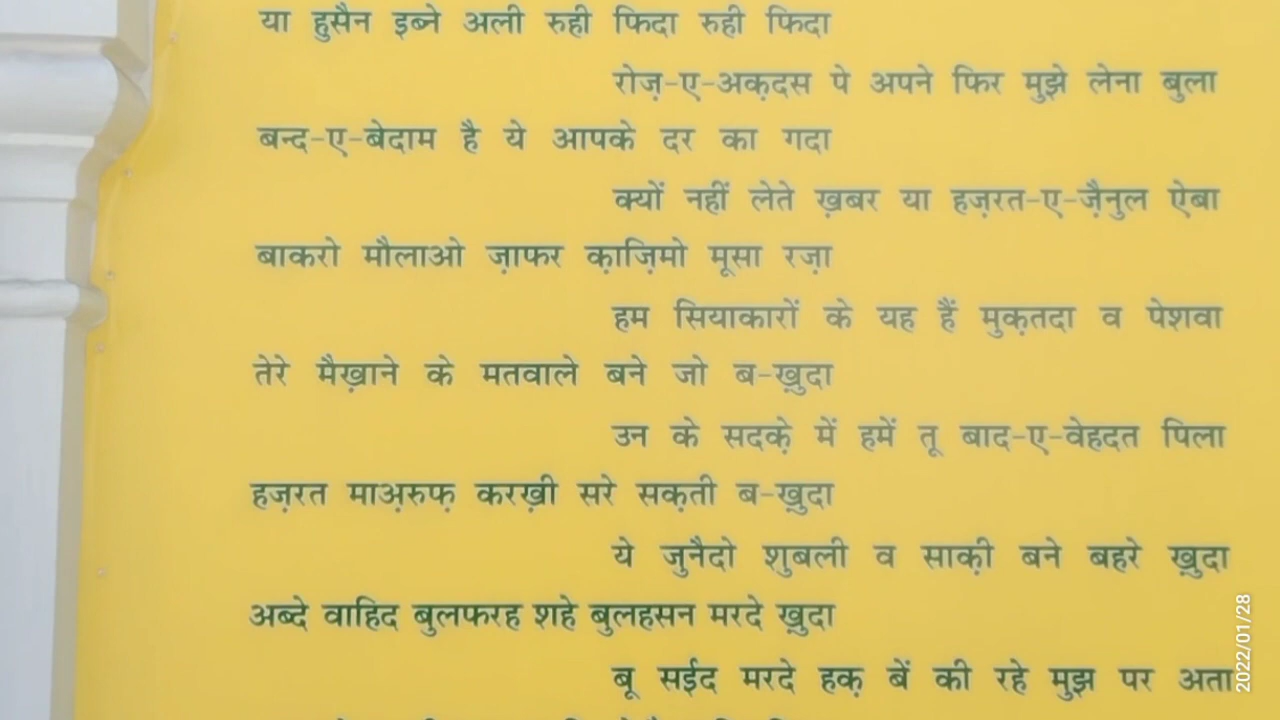 या हुसैन इब्ने अली रुही फिदा रुही फिदा
रोज़-ए-अक़दस पे अपने फिर मुझे लेना बुला
बन्द-ए-बेदाम है ये आपके दर का गदा
क्यों नहीं लेते ख़बर या हज़रत-ए-ज़ैनुल ऐबा
बाकरो मौलाओ ज़ाफर क़ाज़िमो मूसा रज़ा
हम सियाकारों के यह हैं मुक़तदा व पेशवा
तेरे मैख़ाने के मतवाले बने जो ब-ख़ुदा
उन के सदक़े में हमें तू बाद-ए-वेहदत पिला
हज़रत माअ़रुफ़ करख़ी सरे सक़ती ब-ख़ुदा
ये जुनैदो शुबली व साक़ी बने बहरे ख़ुदा
अब्दे वाहिद बुलफरह शहे बुलहसन मरदे ख़ुदा
बू सईद मरदे हक़ बें की रहे मुझ पर अता
2022/01/28